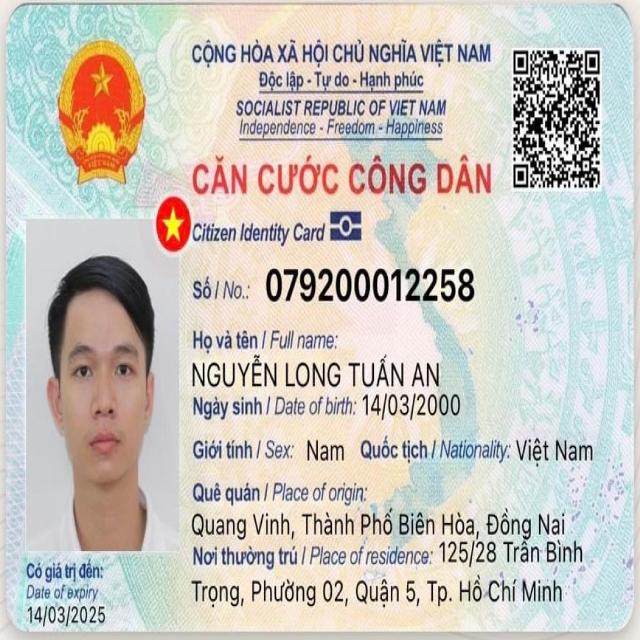 CỘNG HÒA XÃ HỘI CHỦ NGHĨA VIỆT NAM
Độc lập - Tự do - Hạnh phúc
SOCIALIST REPUBLIC OF VIET NAM
Independence - Freedom - Happiness
CĂN CƯỚC CÔNG DÂN
Citizen Identity Card
Số / No.: 079200012258
Họ và tên / Full name:
NGUYỄN LONG TUẤN AN
Ngày sinh / Date of birth: 14/03/2000
Giới tính / Sex: Nam Quốc tịch / Nationality: Việt Nam
Quê quán / Place of origin:
Quang Vinh, Thành Phố Biên Hòa, Đồng Nai
Nơi thường trú / Place of residence: 125/28 Trần Bình
Trọng, Phường 02, Quận 5, Tp. Hồ Chí Minh
Có giá trị đến:
Date of expiry
14/03/2025